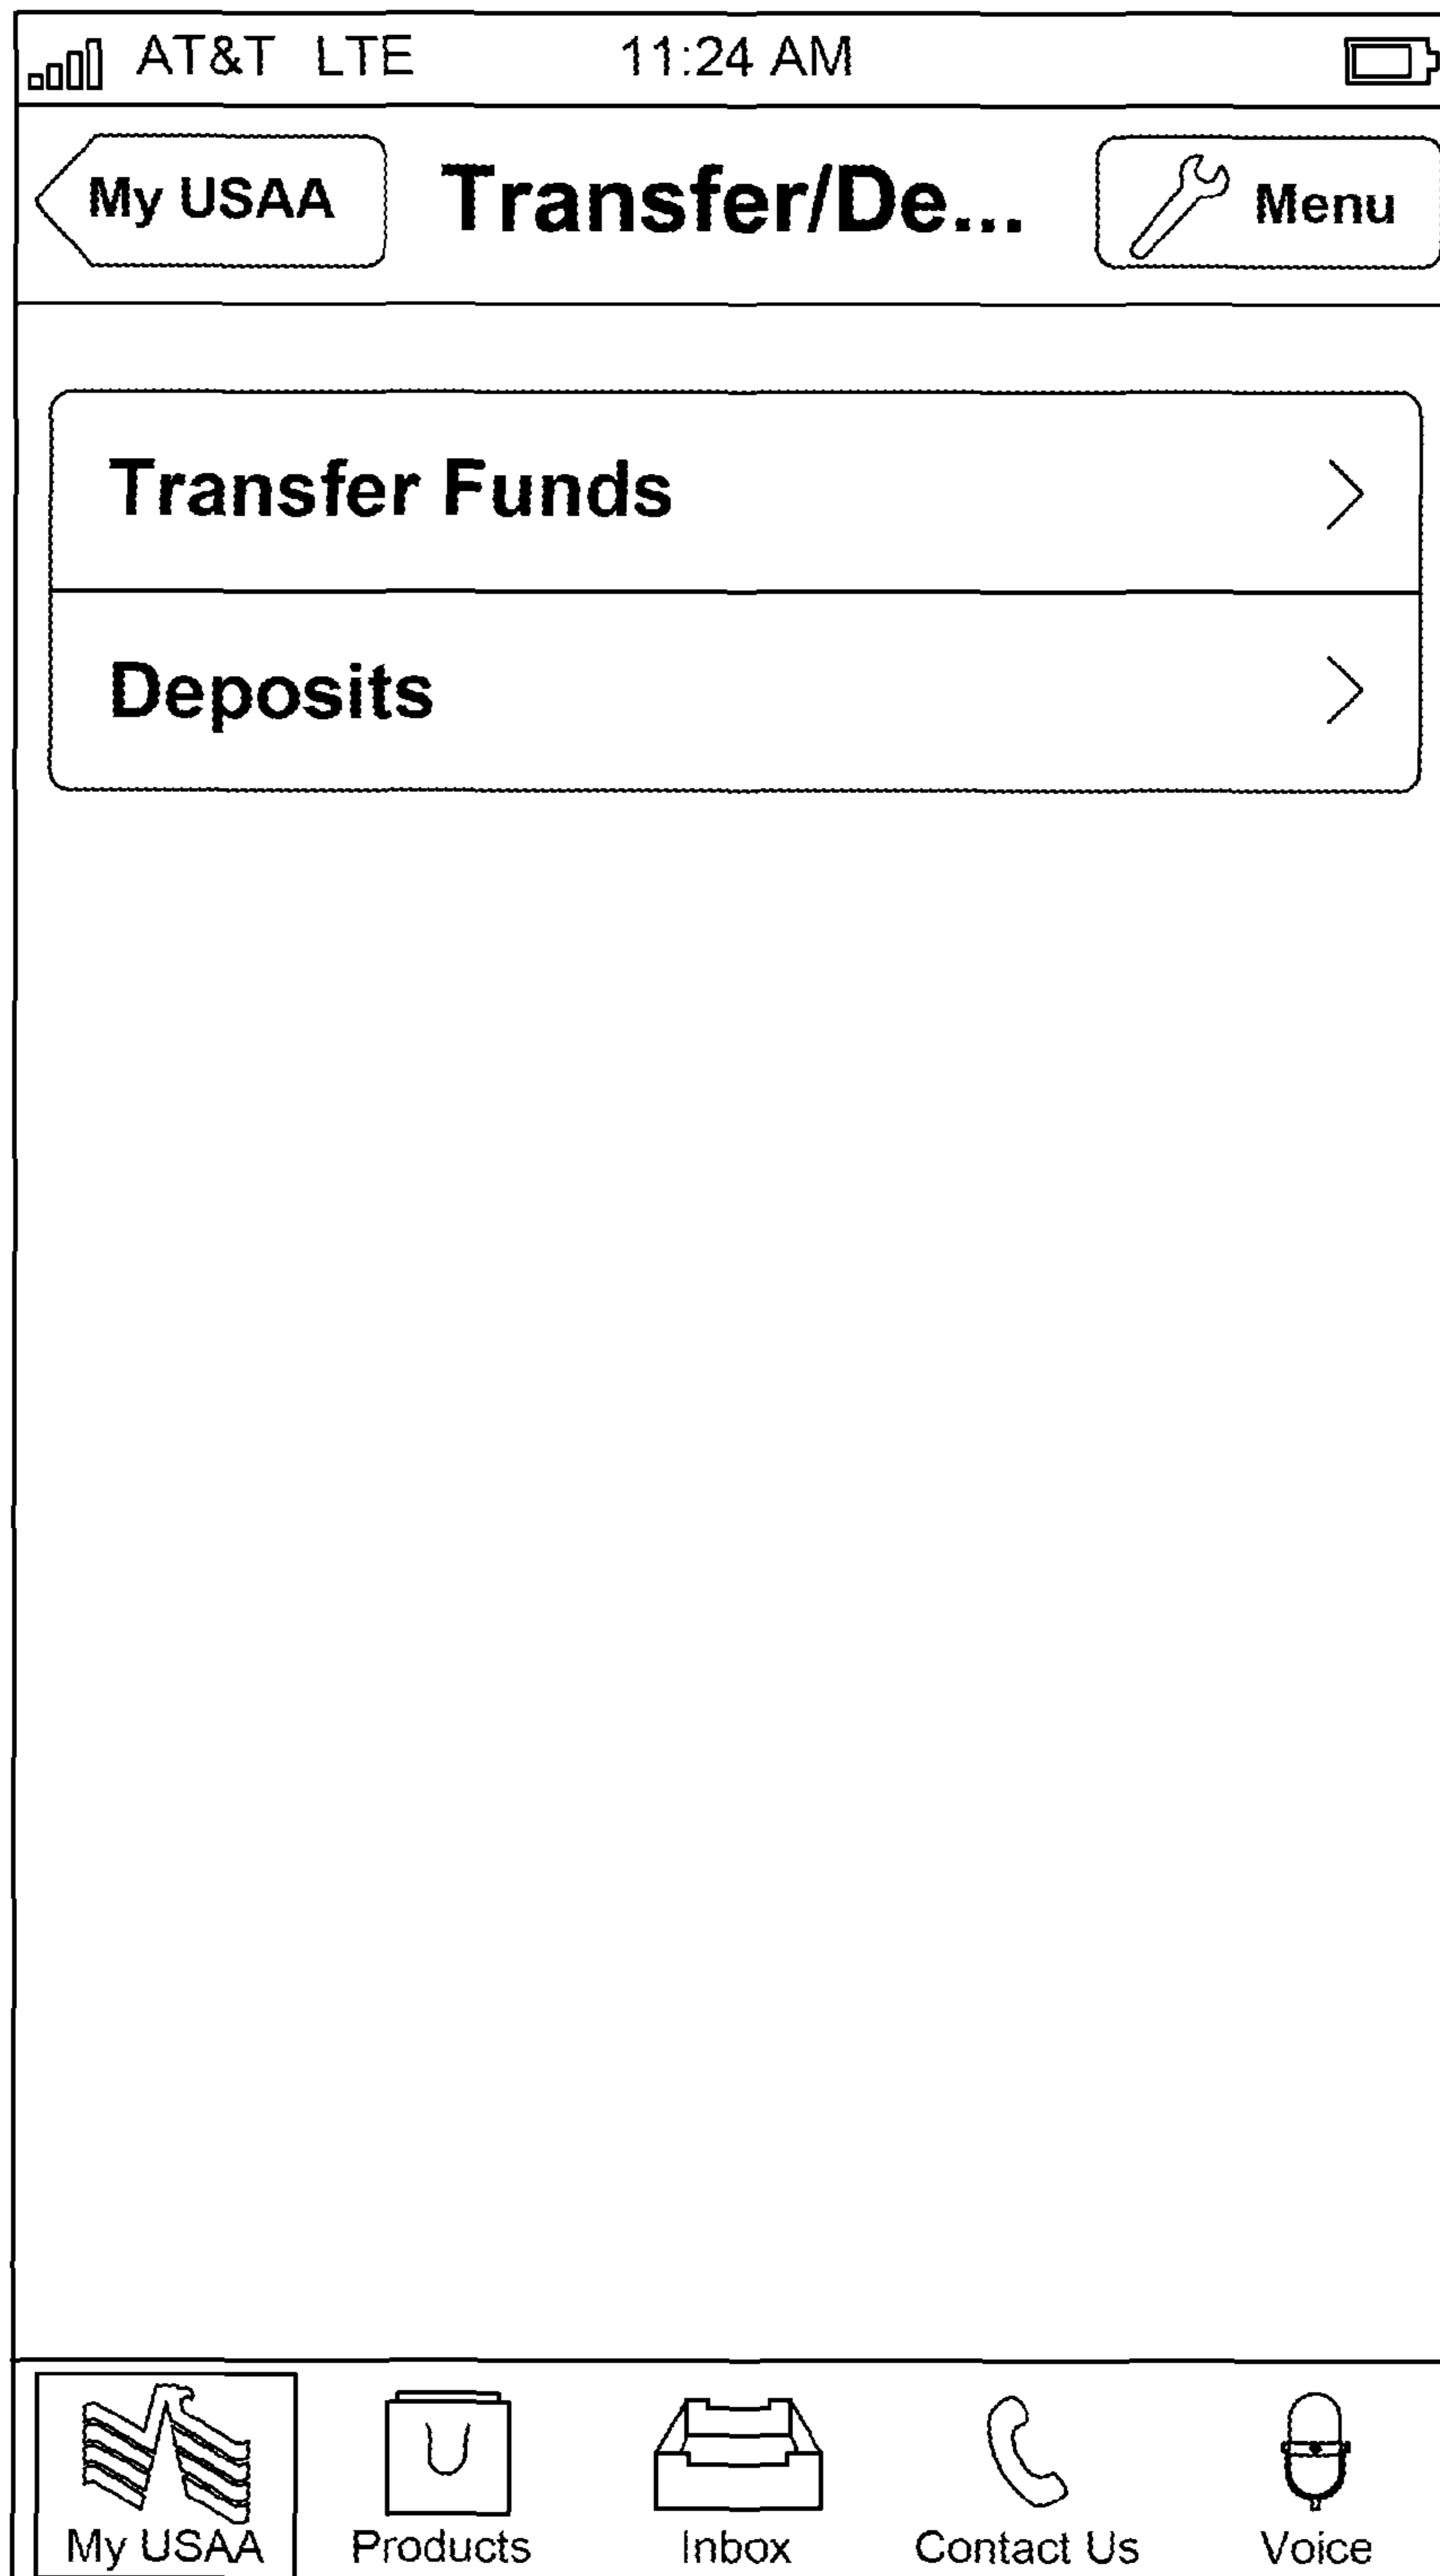 AT&T LTE 11:24 AM
My USAA Transfer/De... Menu
Transfer Funds
Deposits
My USAA Products Inbox Contact Us Voice